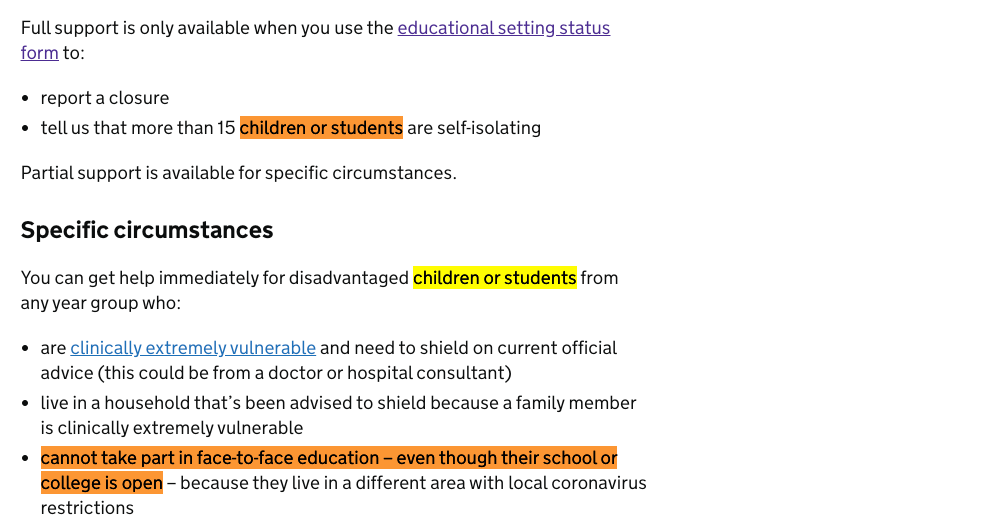 Full support is only available when you use the educational setting status
form to:
• report a closure
• tell us that more than 15 children or students are self-isolating
Partial support is available for specific circumstances.
Specific circumstances
You can get help immediately for disadvantaged children or students from
any year group who:
• are clinically extremely vulnerable and need to shield on current official
advice (this could be from a doctor or hospital consultant)
• live in a household that’s been advised to shield because a family member
is clinically extremely vulnerable
• cannot take part in face-to-face education – even though their school or
college is open – because they live in a different area with local coronavirus
restrictions